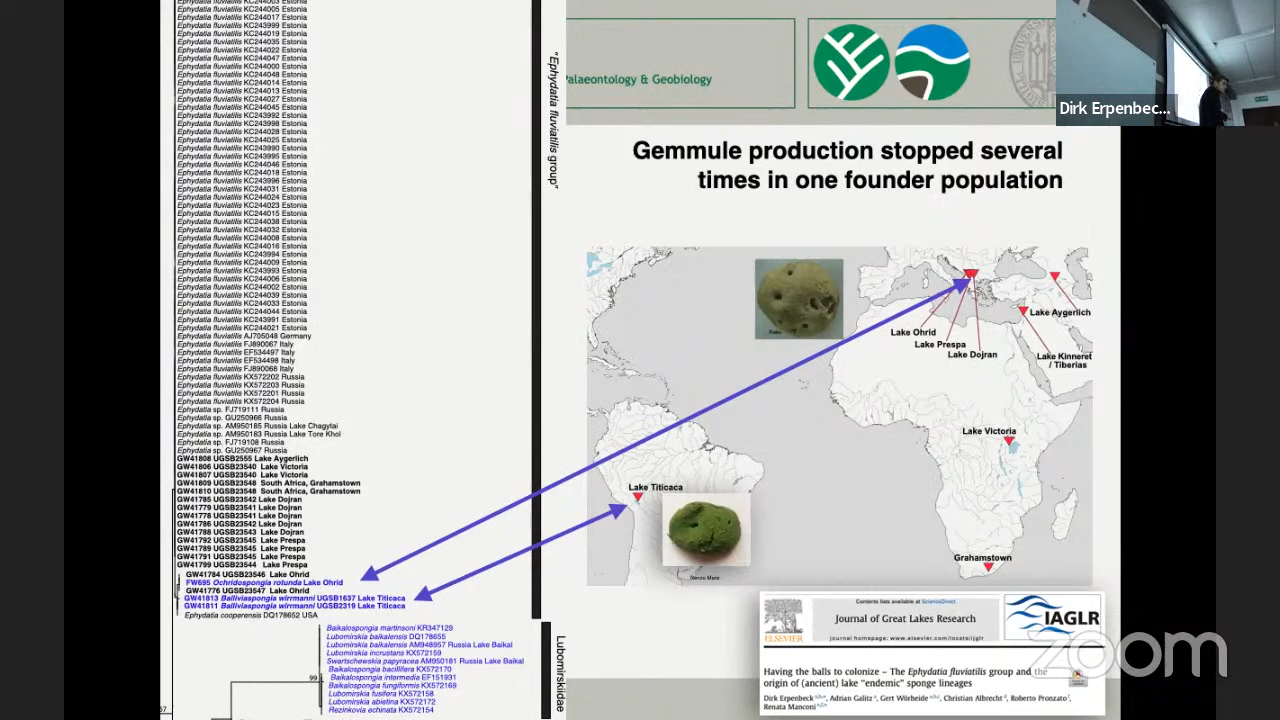 Ephydatia fluviatilis KC244003 Estonia
Ephydatia fluviatilis KC244005 Estonia
Ephydatia fluviatilis KC244017 Estonia
Ephydatia fluviatilis KC243999 Estonia
Ephydatia fluviatilis KC244019 Estonia
Ephydatia fluviatilis KC244035 Estonia
Ephydatia fluviatilis KC244022 Estonia
Ephydatia fluviatilis KC244047 Estonia
Ephydatia fluviatilis KC244000 Estonia
Ephydatia fluviatilis KC244048 Estonia
Ephydatia fluviatilis KC244014 Estonia
Ephydatia fluviatilis KC244013 Estonia
Ephydatia fluviatilis KC244027 Estonia
Ephydatia fluviatilis KC244045 Estonia
Ephydatia fluviatilis KC243992 Estonia
Ephydatia fluviatilis KC243998 Estonia
Ephydatia fluviatilis KC244028 Estonia
Ephydatia fluviatilis KC244025 Estonia
Ephydatia fluviatilis KC243990 Estonia
Ephydatia fluviatilis KC243995 Estonia
Ephydatia fluviatilis KC244046 Estonia
Ephydatia fluviatilis KC244018 Estonia
Ephydatia fluviatilis KC243996 Estonia
Ephydatia fluviatilis KC244031 Estonia
Ephydatia fluviatilis KC244024 Estonia
Ephydatia fluviatilis KC244023 Estonia
Ephydatia fluviatilis KC244015 Estonia
Ephydatia fluviatilis KC244038 Estonia
Ephydatia fluviatilis KC244032 Estonia
Ephydatia fluviatilis KC244008 Estonia
Ephydatia fluviatilis KC244016 Estonia
Ephydatia fluviatilis KC243994 Estonia
Ephydatia fluviatilis KC244009 Estonia
Ephydatia fluviatilis KC243993 Estonia
Ephydatia fluviatilis KC244006 Estonia
Ephydatia fluviatilis KC244002 Estonia
Ephydatia fluviatilis KC244039 Estonia
Ephydatia fluviatilis KC244033 Estonia
Ephydatia fluviatilis KC244044 Estonia
Ephydatia fluviatilis KC243991 Estonia
Ephydatia fluviatilis KC244021 Estonia
Ephydatia fluviatilis AJ705048 Germany
Ephydatia fluviatilis FJ890067 Italy
Ephydatia fluviatilis EF534497 Italy
Ephydatia fluviatilis EF534498 Italy
Ephydatia fluviatilis FJ890068 Italy
Ephydatia fluviatilis KX572202 Russia
Ephydatia fluviatilis KX572203 Russia
Ephydatia fluviatilis KX572201 Russia
Ephydatia fluviatilis KX572204 Russia
Ephydatia sp. FJ719111 Russia
Ephydatia sp. GU250966 Russia
Ephydatia sp. AM950185 Russia Lake Chagytai
Ephydatia sp. AM950183 Russia Lake Tore Khol
Ephydatia sp. FJ719108 Russia
Ephydatia sp. GU250967 Russia
GW41808 UGSB2555 Lake Aygerlich
GW41806 UGSB23540 Lake Victoria
GW41807 UGSB23540 Lake Victoria
GW41809 UGSB23548 South Africa, Grahamstown
GW41810 UGSB23548 South Africa, Grahamstown
GW41785 UGSB23542 Lake Dojran
GW41779 UGSB23541 Lake Dojran
GW41778 UGSB23541 Lake Dojran
GW41786 UGSB23542 Lake Dojran
GW41788 UGSB23543 Lake Dojran
GW41792 UGSB23545 Lake Prespa
GW41789 UGSB23545 Lake Prespa
GW41791 UGSB23545 Lake Prespa
GW41799 UGSB23544 Lake Prespa
GW41784 UGSB23546 Lake Ohrid
FW695 Ochridospongia rotunda Lake Ohrid
GW41776 UGSB23547 Lake Ohrid
GW41813 Balliviaspongia wirrmanni UGSB1637 Lake Titicaca
GW41811 Balliviaspongia wirrmanni UGSB2319 Lake Titicaca
Ephydatia cooperensis DQ178652 USA
Baikalospongia martinsoni KR347129
Lubomirskia baikalensis DQ178655
Lubomirskia baikalensis AM948957 Russia Lake Baikal
Lubomirskia incrustans KX572159
Swartschewskia papyracea AM950181 Russia Lake Baikal
Baikalospongia bacillifera KX572170
Baikalospongia intermedia EF151931
Baikalospongia fungiformis KX572169
Lubomirskia fusifera KX572158
Lubomirskia abietina KX572172
Rezinkovia echinata KX572154
99
57
"Ephydatia fluviatilis group"
Lubomirskiidae
Palaeontology & Geobiology
Dirk Erpenbec...
Gemmule production stopped several
times in one founder population
Lake Ohrid
Lake Prespa
Lake Dojran
Lake Aygerlich
Lake Kinneret
/ Tiberias
Lake Victoria
Lake Titicaca
Grahamstown
Contents lists available at ScienceDirect
Journal of Great Lakes Research
journal homepage: www.elsevier.com/locate/ijglr
ELSEVIER
IAGLR
Having the balls to colonize – The Ephydatia fluviatilis group and the
origin of (ancient) lake "endemic" sponge lineages
Dirk Erpenbeck, Adrian Galitz, Gert Wörheide, Christian Albrecht, Roberto Pronzato,
Renata Manconi
zoom